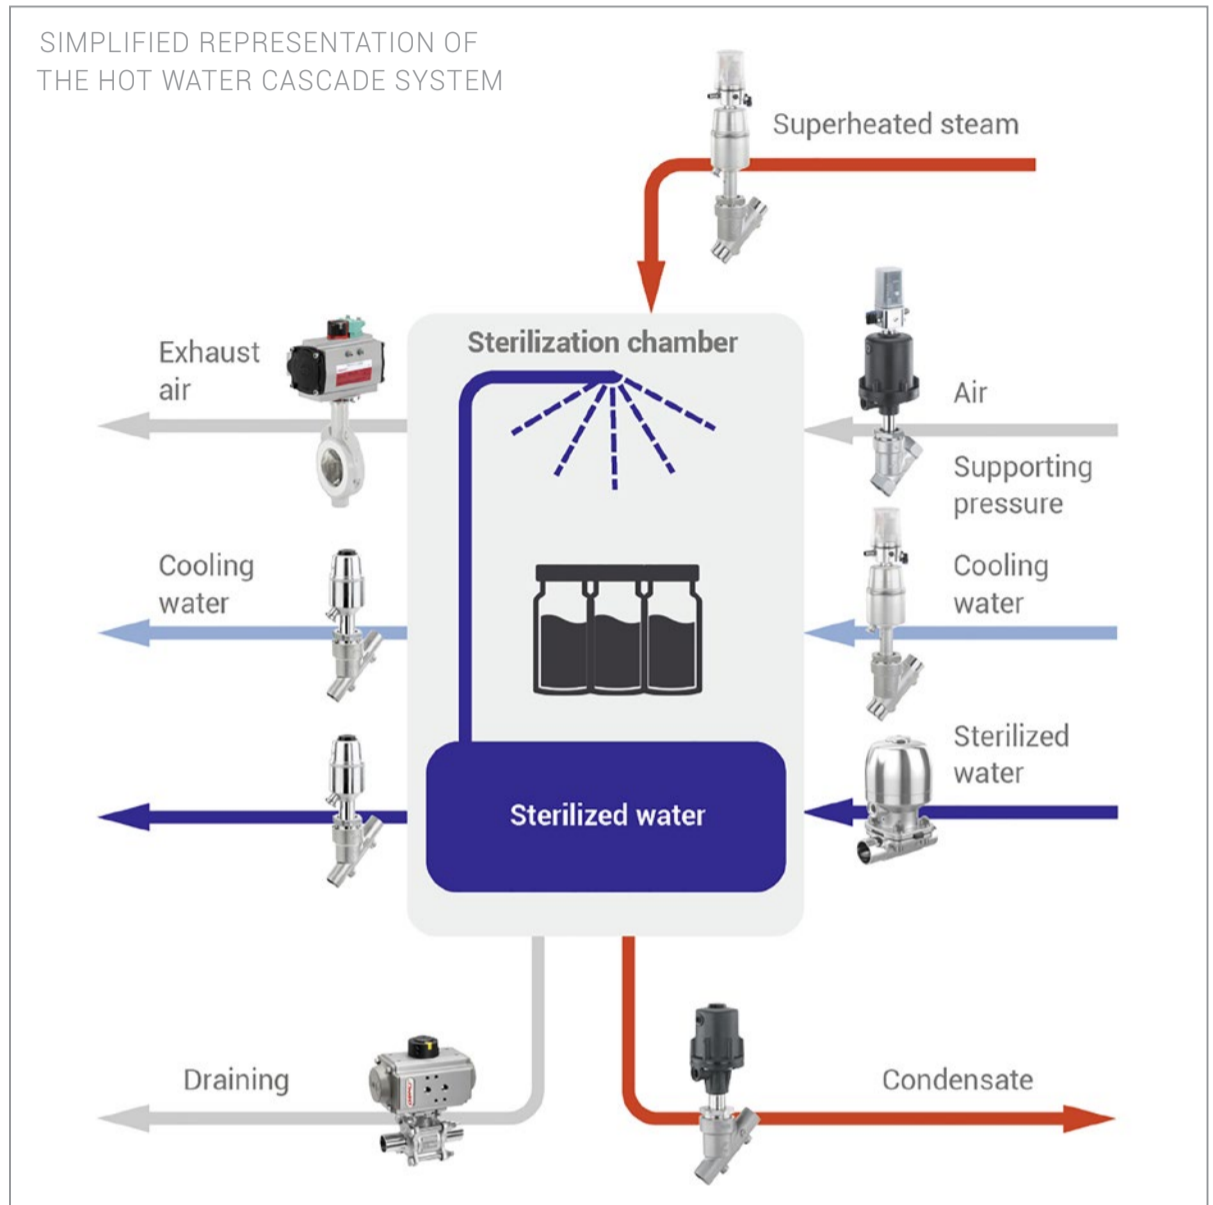 SIMPLIFIED REPRESENTATION OF
THE HOT WATER CASCADE SYSTEM
Superheated steam
Sterilization chamber
Exhaust
air
Air
Supporting
pressure
Cooling
water
Cooling
water
Sterilized
water
Sterilized water
Draining
Condensate